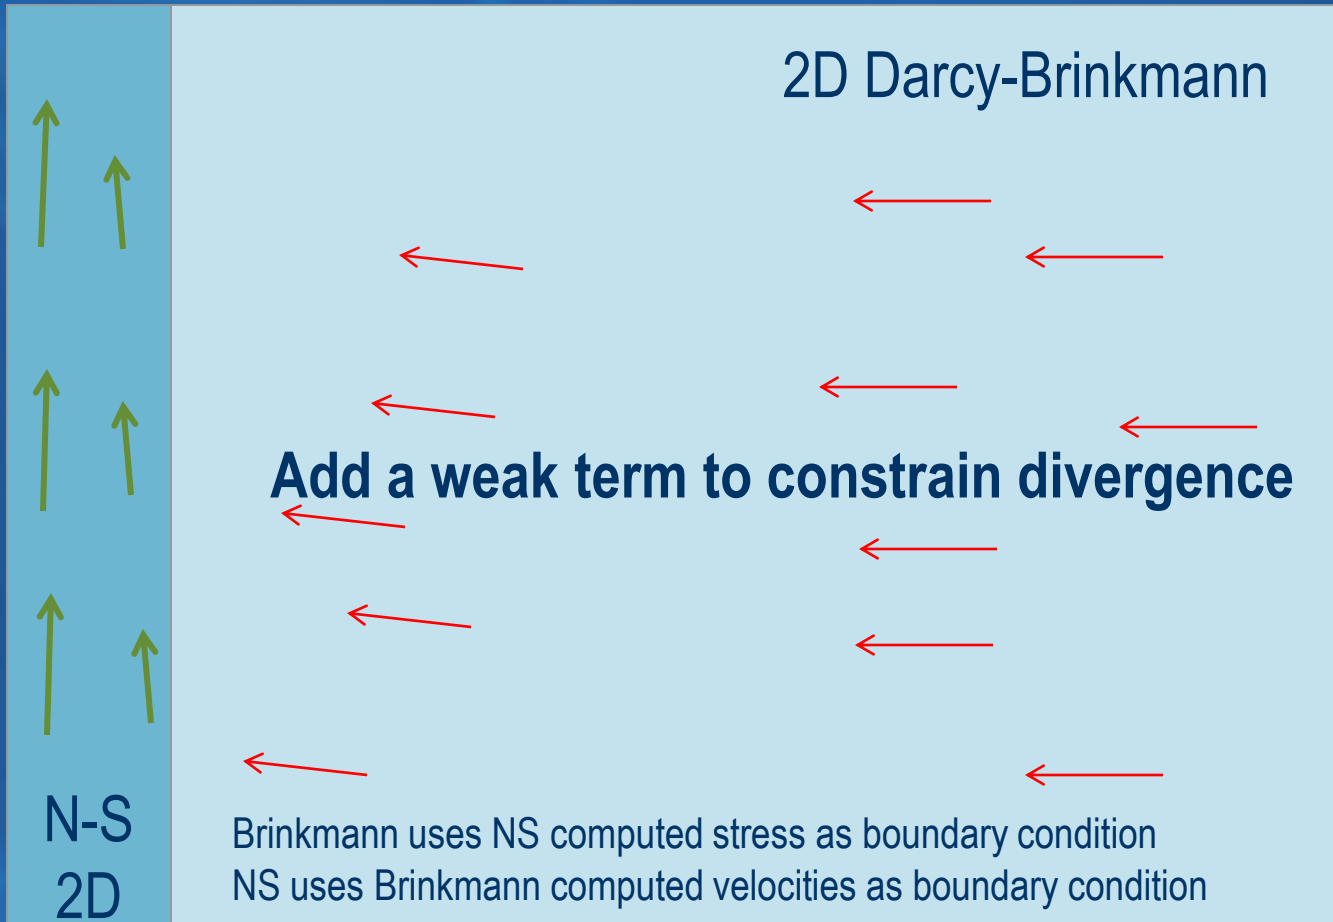 2D Darcy-Brinkmann
Add a weak term to constrain divergence
N-S
2D
Brinkmann uses NS computed stress as boundary condition
NS uses Brinkmann computed velocities as boundary condition